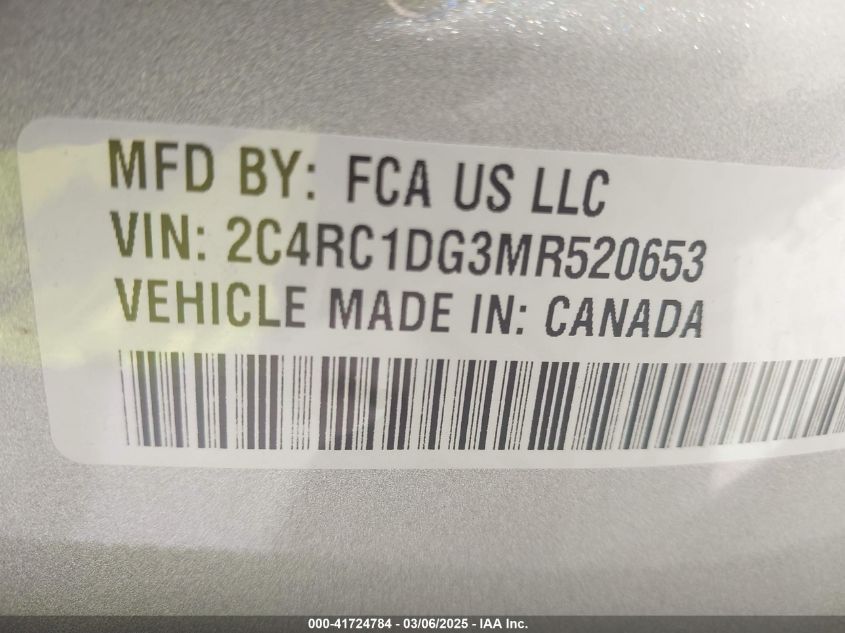 MFD BY: FCA US LLC
VIN: 2C4RC1DG3MR520653
VEHICLE MADE IN: CANADA
000-41724784 - 03/06/2025 - IAA Inc.